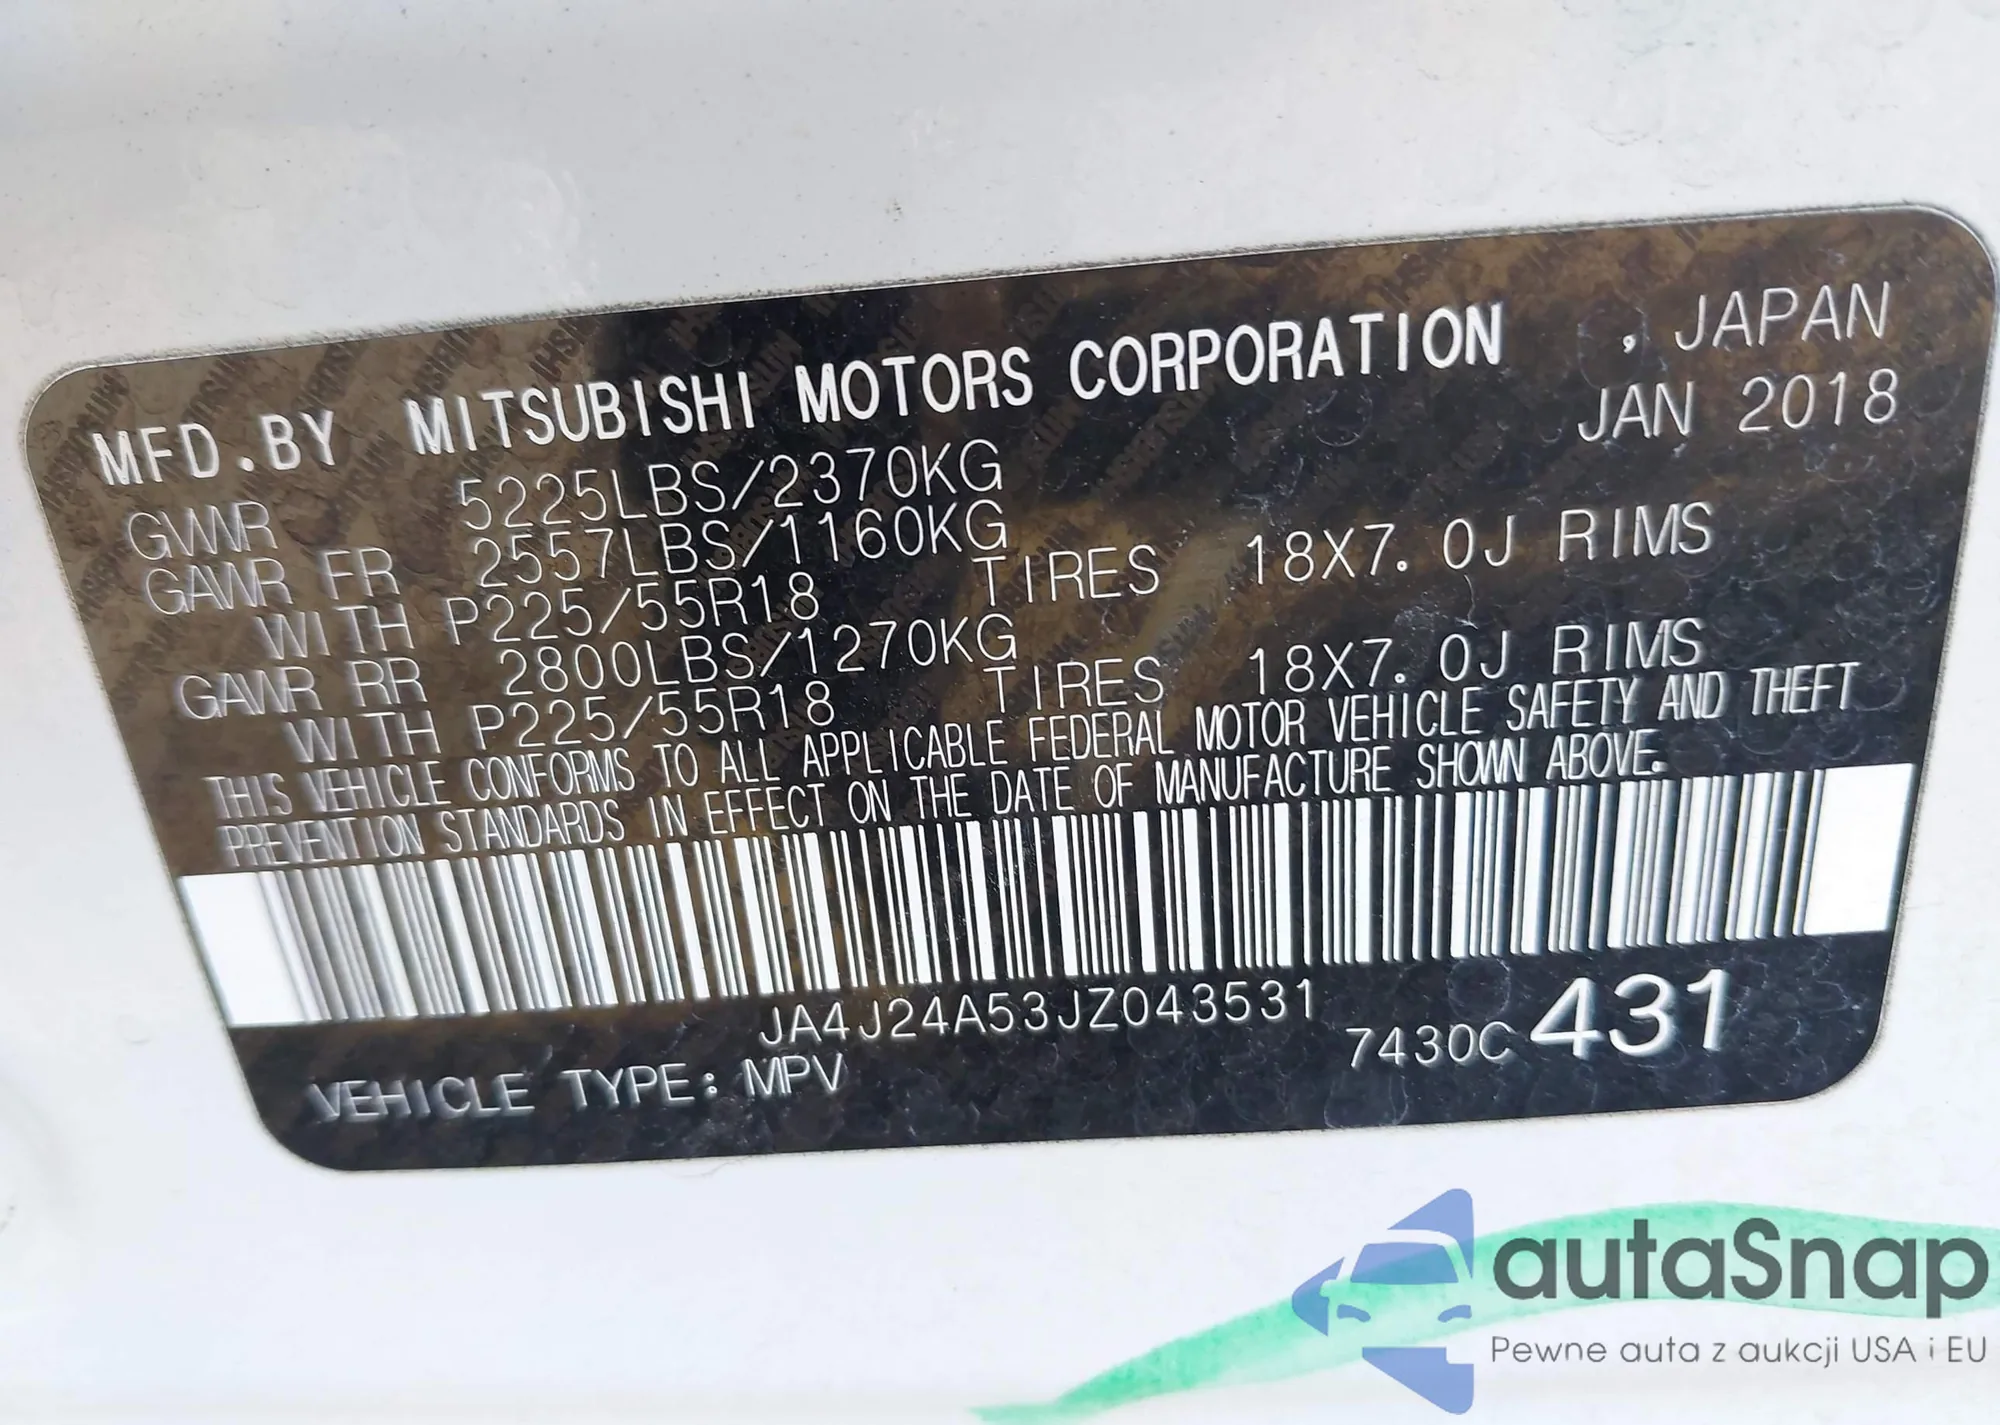 MFD.BY MITSUBISHI MOTORS CORPORATION , JAPAN
JAN 2018
GVWR 5225LBS/2370KG
GAWR FR 2557LBS/1160KG
WITH P225/55R18 TIRES 18X7.0J RIMS
GAWR RR 2800LBS/1270KG
WITH P225/55R18 TIRES 18X7.0J RIMS
THIS VEHICLE CONFORMS TO ALL APPLICABLE FEDERAL MOTOR VEHICLE SAFETY AND THEFT
PREVENTION STANDARDS IN EFFECT ON THE DATE OF MANUFACTURE SHOWN ABOVE.
JA4J24A53JZ043531
7430C 431
VEHICLE TYPE: MPV
autaSnap
Pewne auta z aukcji USA i EU